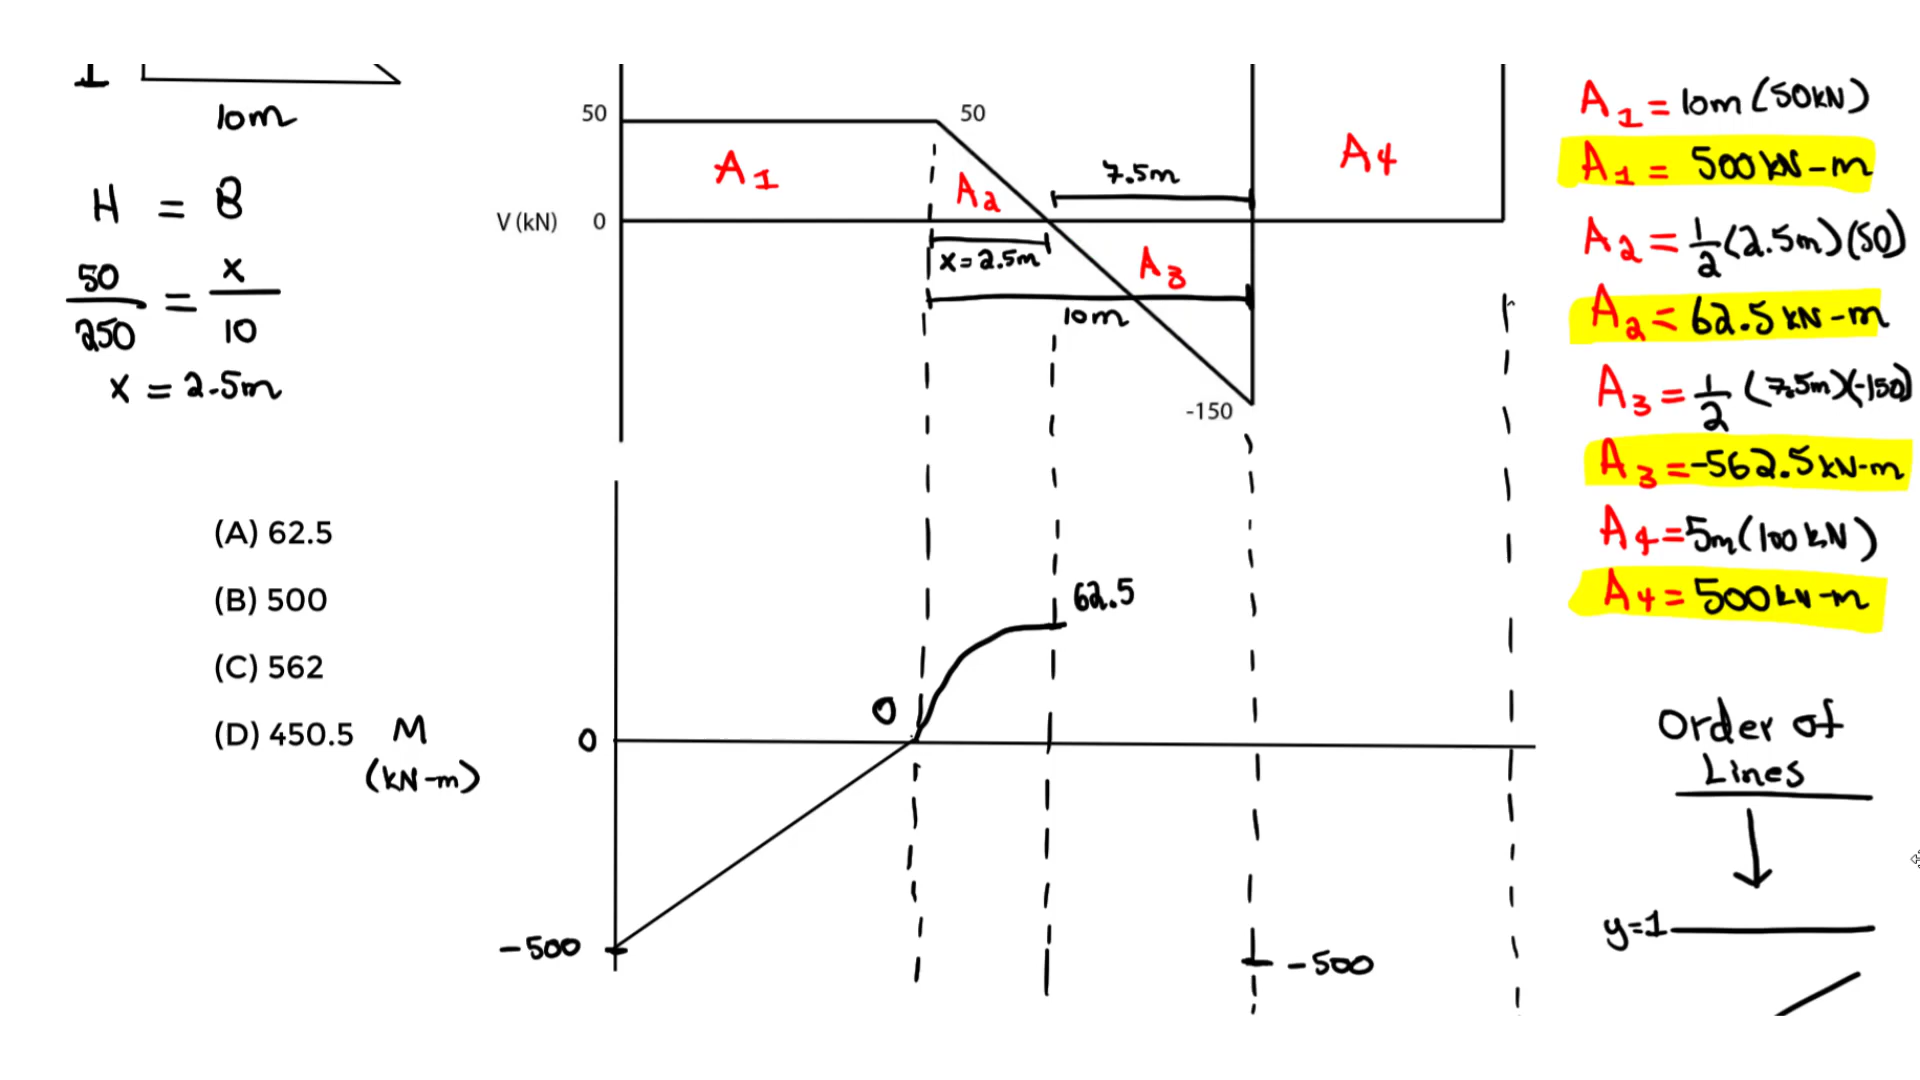 10m
H = B
50/250 = x/10
x = 2.5m
(A) 62.5
(B) 500
(C) 562
(D) 450.5
50
50
V (kN)
0
A1
A2
7.5m
A4
x = 2.5m
A3
10m
-150
62.5
0
0
M
(kN-m)
-500
-500
A1 = 10m (50kN)
A1 = 500 kN-m
A2 = 1/2 (2.5m)(50)
A2 = 62.5 kN-m
A3 = 1/2 (7.5m)(-150)
A3 = -562.5 kN-m
A4 = 5m (100 kN)
A4 = 500 kN-m
Order of
Lines
y=1